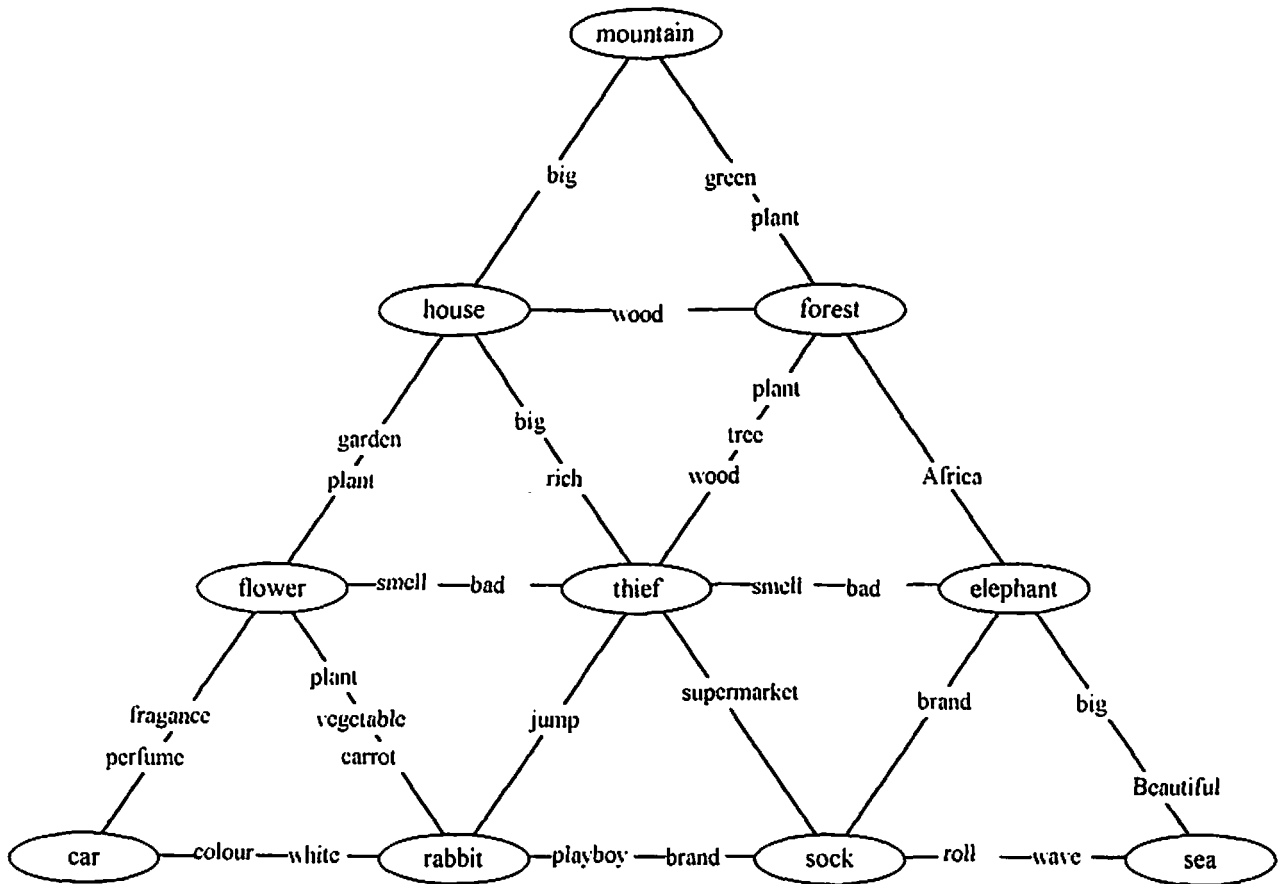 mountain
big green
plant
house wood forest
plant
big
garden tree
plant rich wood Africa
flower smell bad thief smell bad elephant
plant
supermarket
fragance vegetable jump brand big
perfume carrot
Beautiful
car colour white rabbit playboy brand sock roll wave sea